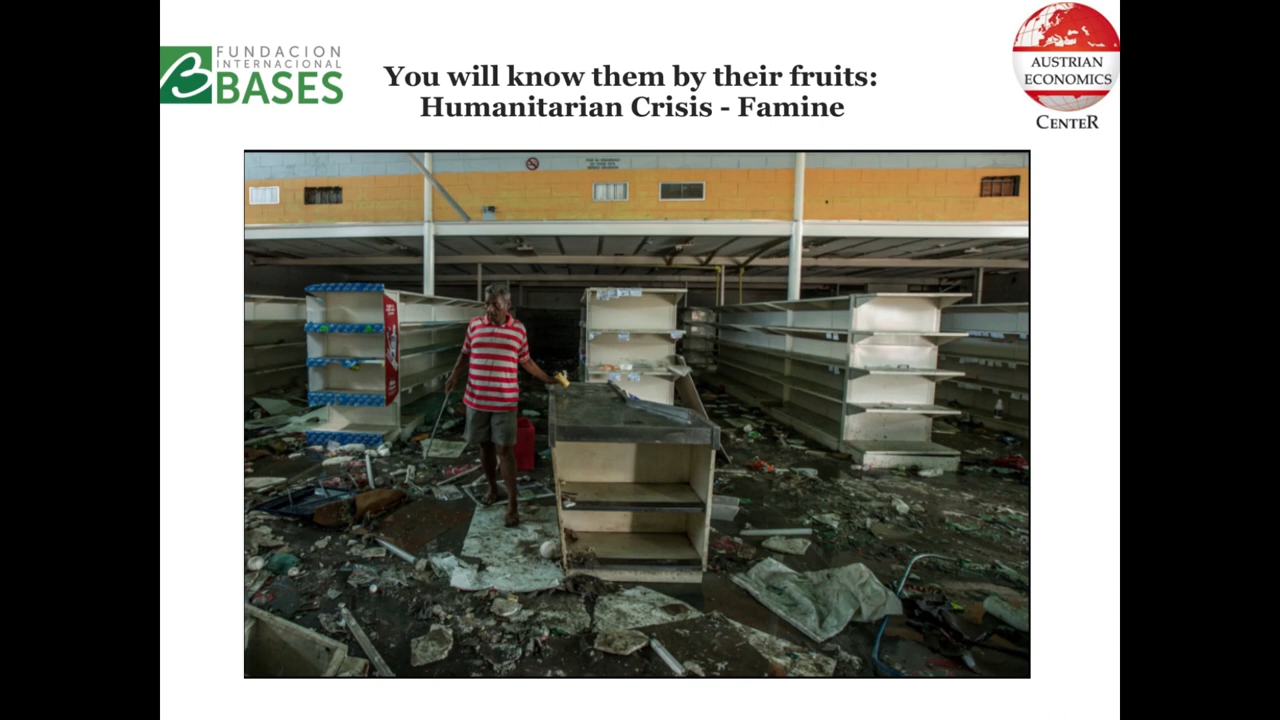 FUNDACION
INTERNACIONAL
BASES
You will know them by their fruits:
Humanitarian Crisis - Famine
AUSTRIAN
ECONOMICS
CENTER